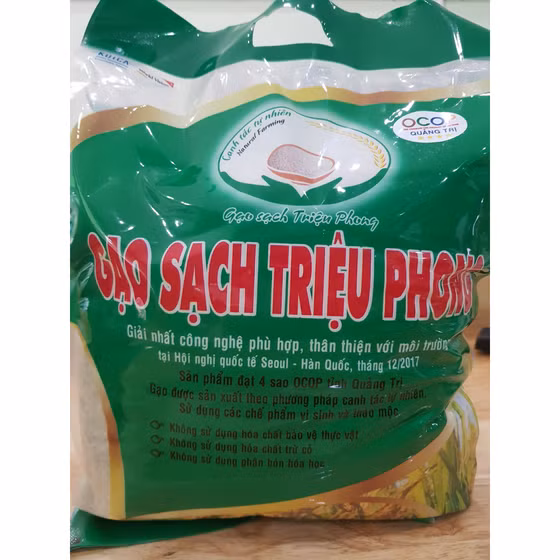 KOICA
OCOP
QUẢNG TRỊ
Canh tác tự nhiên
Natural Farming
Gạo sạch Triệu Phong
GẠO SẠCH TRIỆU PHONG
Giải nhất công nghệ phù hợp, thân thiện với môi trường
tại Hội nghị quốc tế Seoul - Hàn Quốc, tháng 12/2017
Sản phẩm đạt 4 sao OCOP tỉnh Quảng Trị
Gạo được sản xuất theo phương pháp canh tác tự nhiên,
Sử dụng các chế phẩm vi sinh và thảo mộc
Không sử dụng hóa chất bảo vệ thực vật
Không sử dụng hóa chất trừ cỏ
Không sử dụng phân bón hóa học